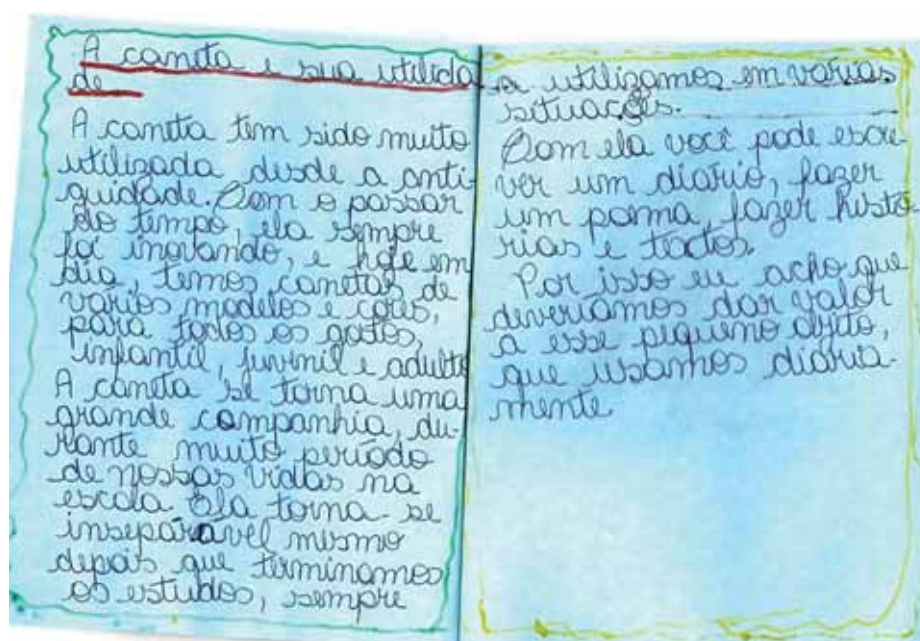 A caneta e sua utilida
de
A caneta tem sido muito
utilizada desde a anti-
guidade. Com o passar
do tempo, ela sempre
foi inovando, e hoje em
dia, temos canetas de
vários modelos e cores,
para todos os gostos,
infantil, juvenil e adulto
A caneta se torna uma
grande companhia, du-
rante muito período
de nossas vidas na
escola Ela torna-se
inseparável mesmo
depois que terminamos
os estudos, sempre
a utilizamos em várias
situações.
Com ela você pode escre-
ver um diário, fazer
um poema, fazer histó
rias e textos.
Por isso eu acho que
deveríamos dar valor
a esse pequeno objeto,
que usamos diaria-
mente.